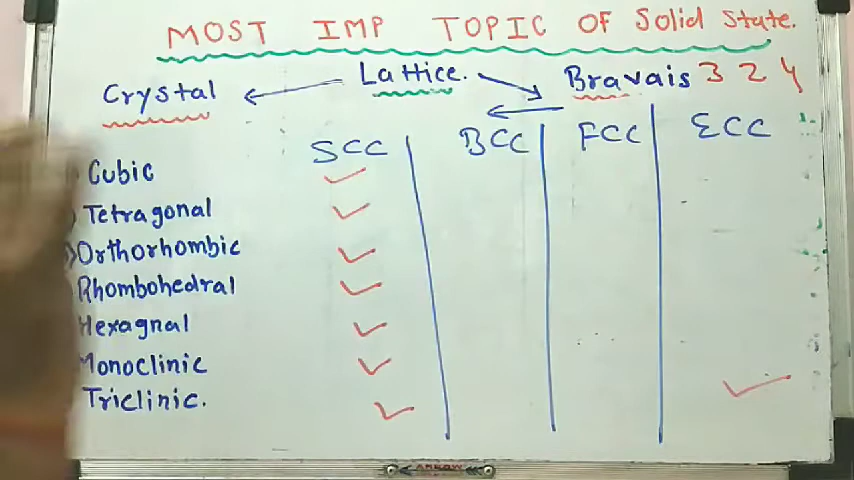 MOST IMP TOPIC OF Solid State.
Lattice.
Crystal
Bravais 3 2 4
SCC BCC FCC ECC
Cubic
Tetragonal
Orthorhombic
Rhombohedral
Hexagnal
Monoclinic
Triclinic.